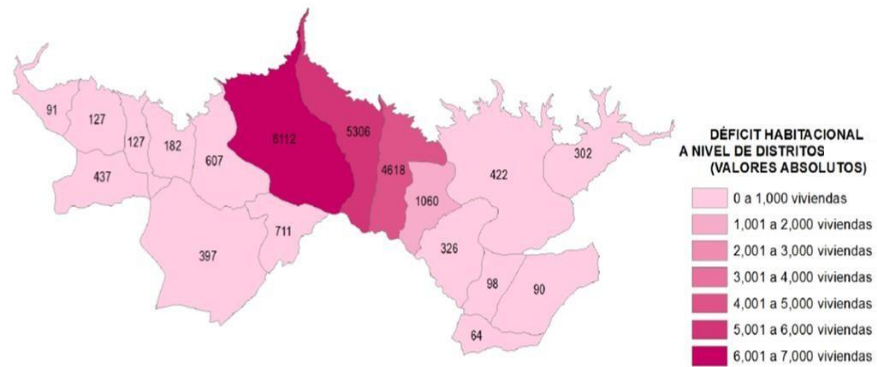 91
127
127
182
607
6112
5306
4618
1060
422
302
437
397
711
326
98
90
64
DÉFICIT HABITACIONAL
A NIVEL DE DISTRITOS
(VALORES ABSOLUTOS)
0 a 1,000 viviendas
1,001 a 2,000 viviendas
2,001 a 3,000 viviendas
3,001 a 4,000 viviendas
4,001 a 5,000 viviendas
5,001 a 6,000 viviendas
6,001 a 7,000 viviendas